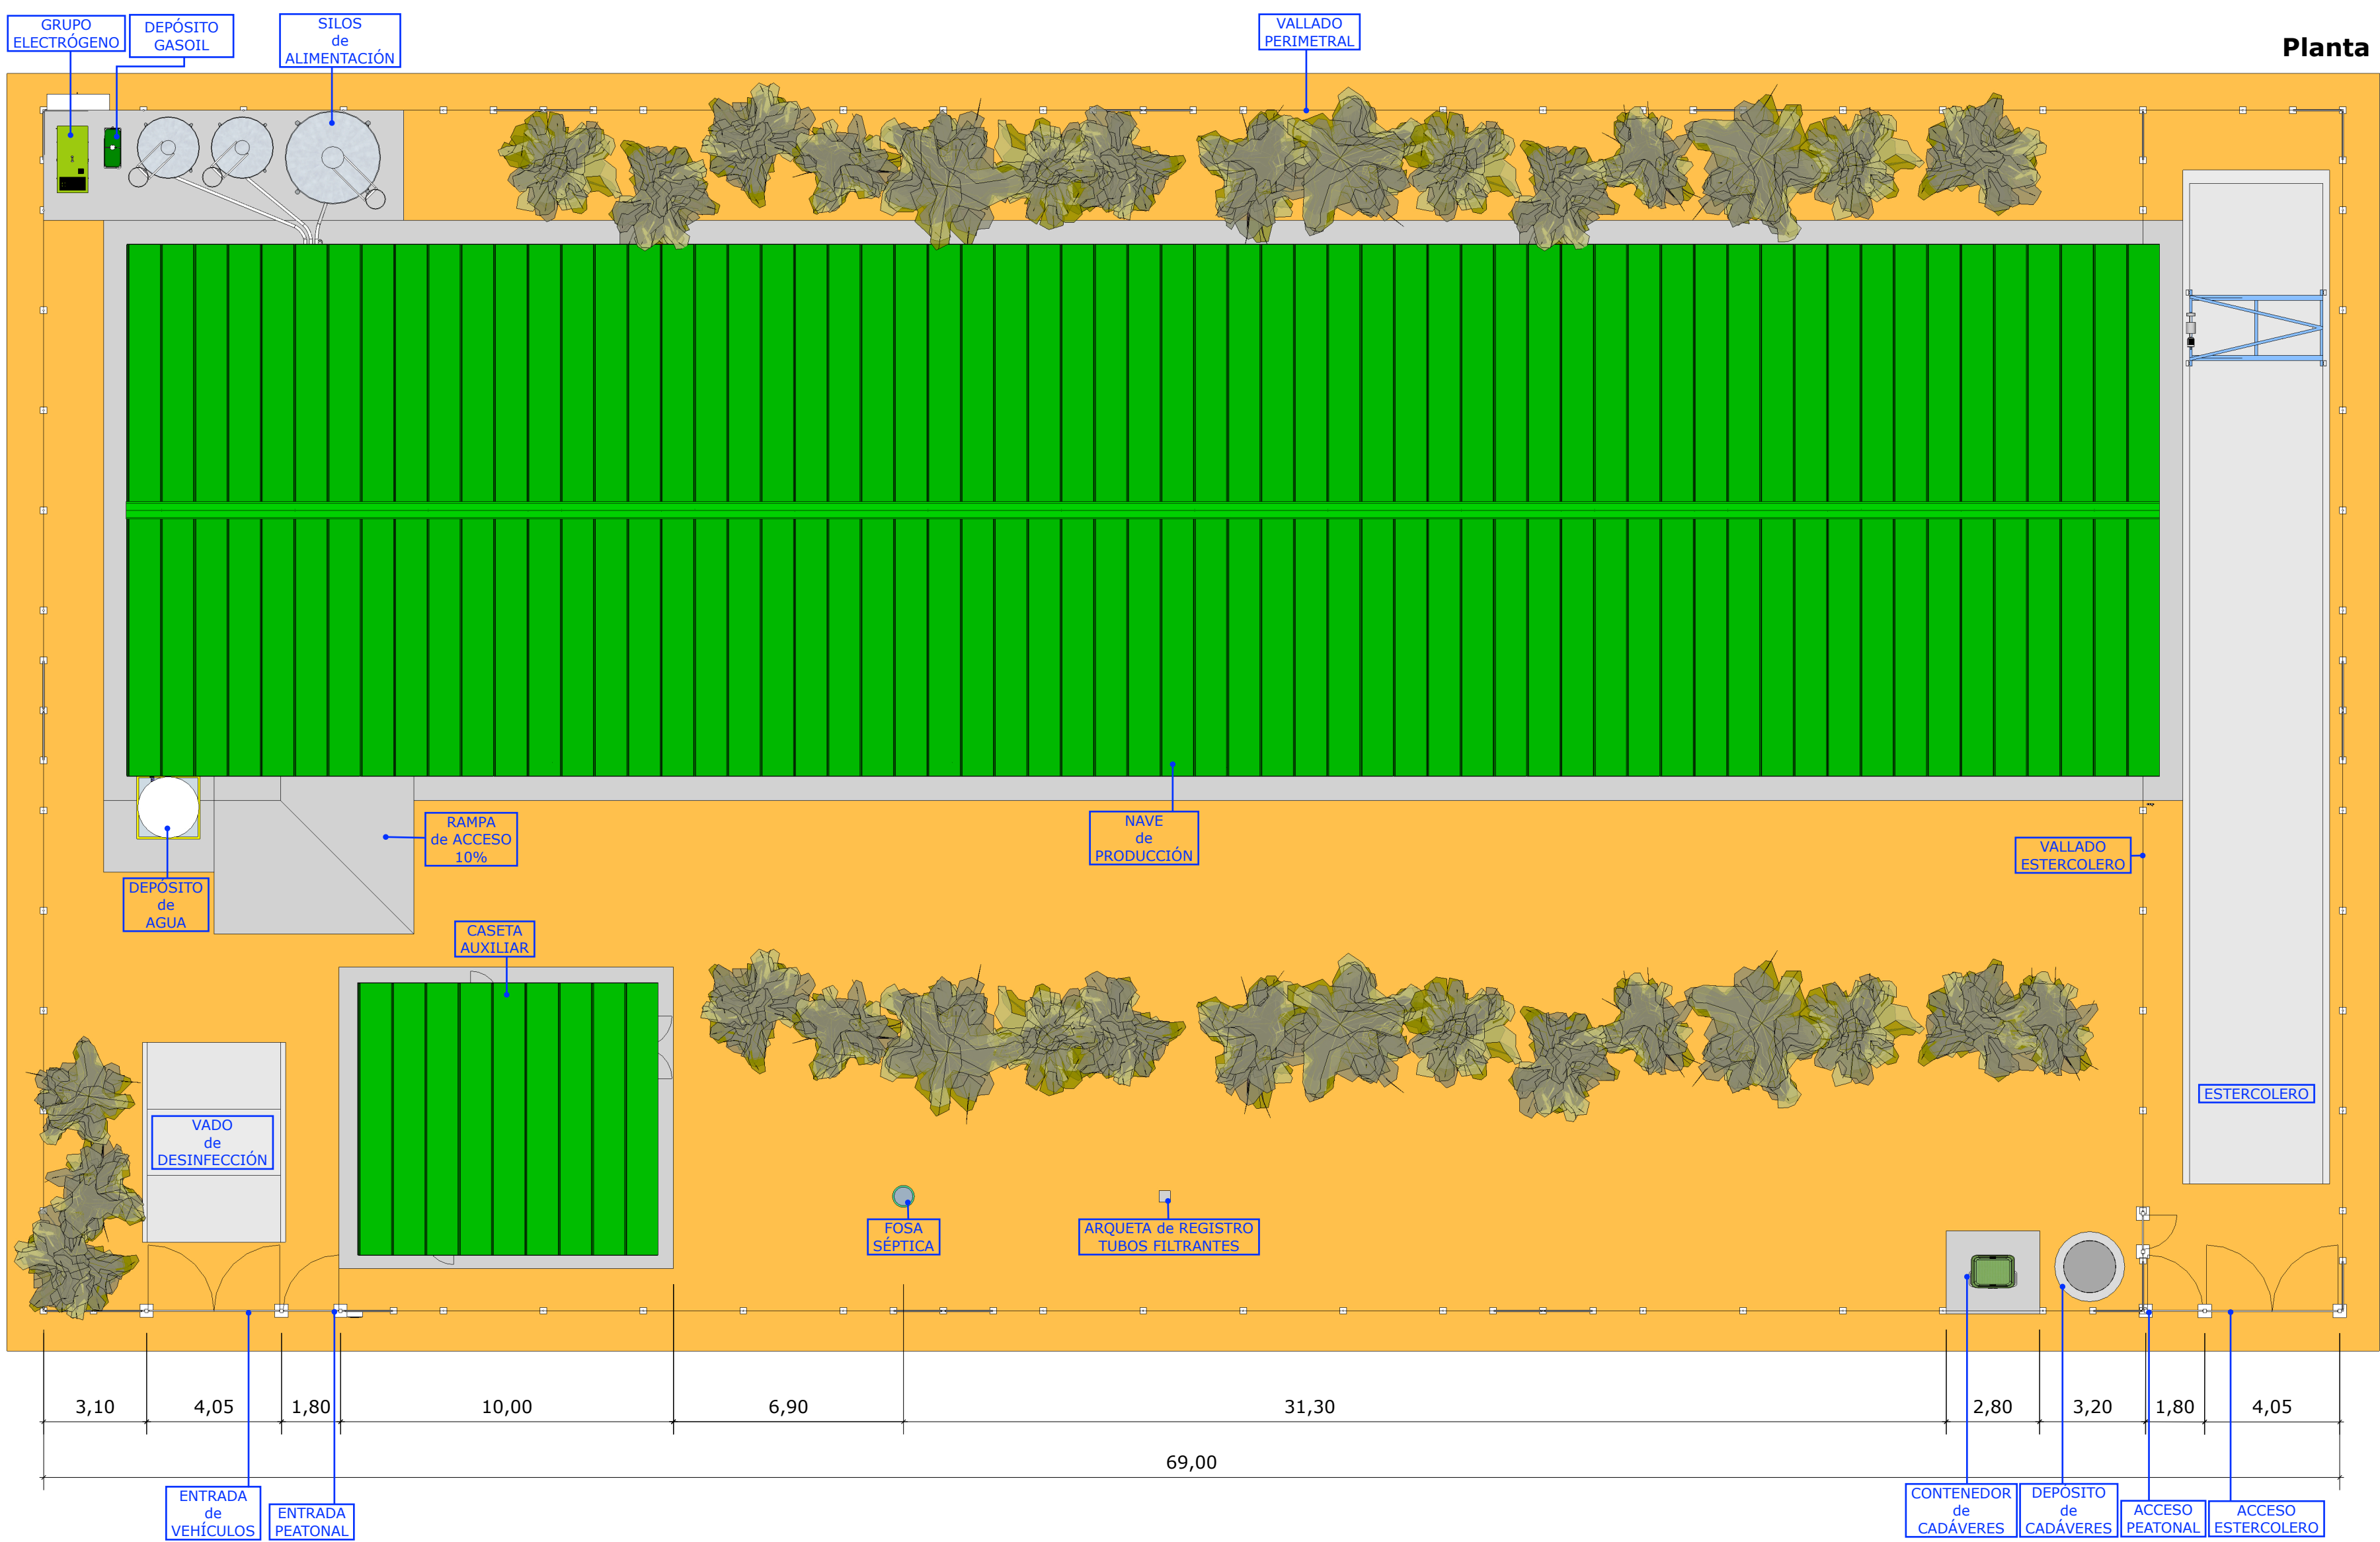 GRUPO
ELECTRÓGENO
DEPÓSITO
GASOIL
SILOS
de
ALIMENTACIÓN
VALLADO
PERIMETRAL
Planta
RAMPA
de ACCESO
10%
NAVE
de
PRODUCCIÓN
VALLADO
ESTERCOLERO
DEPÓSITO
de
AGUA
CASETA
AUXILIAR
ESTERCOLERO
VADO
de
DESINFECCIÓN
FOSA
SÉPTICA
ARQUETA de REGISTRO
TUBOS FILTRANTES
3,10
4,05
1,80
10,00
6,90
31,30
2,80
3,20
1,80
4,05
69,00
ENTRADA
de
VEHÍCULOS
ENTRADA
PEATONAL
CONTENEDOR
de
CADÁVERES
DEPÓSITO
de
CADÁVERES
ACCESO
PEATONAL
ACCESO
ESTERCOLERO